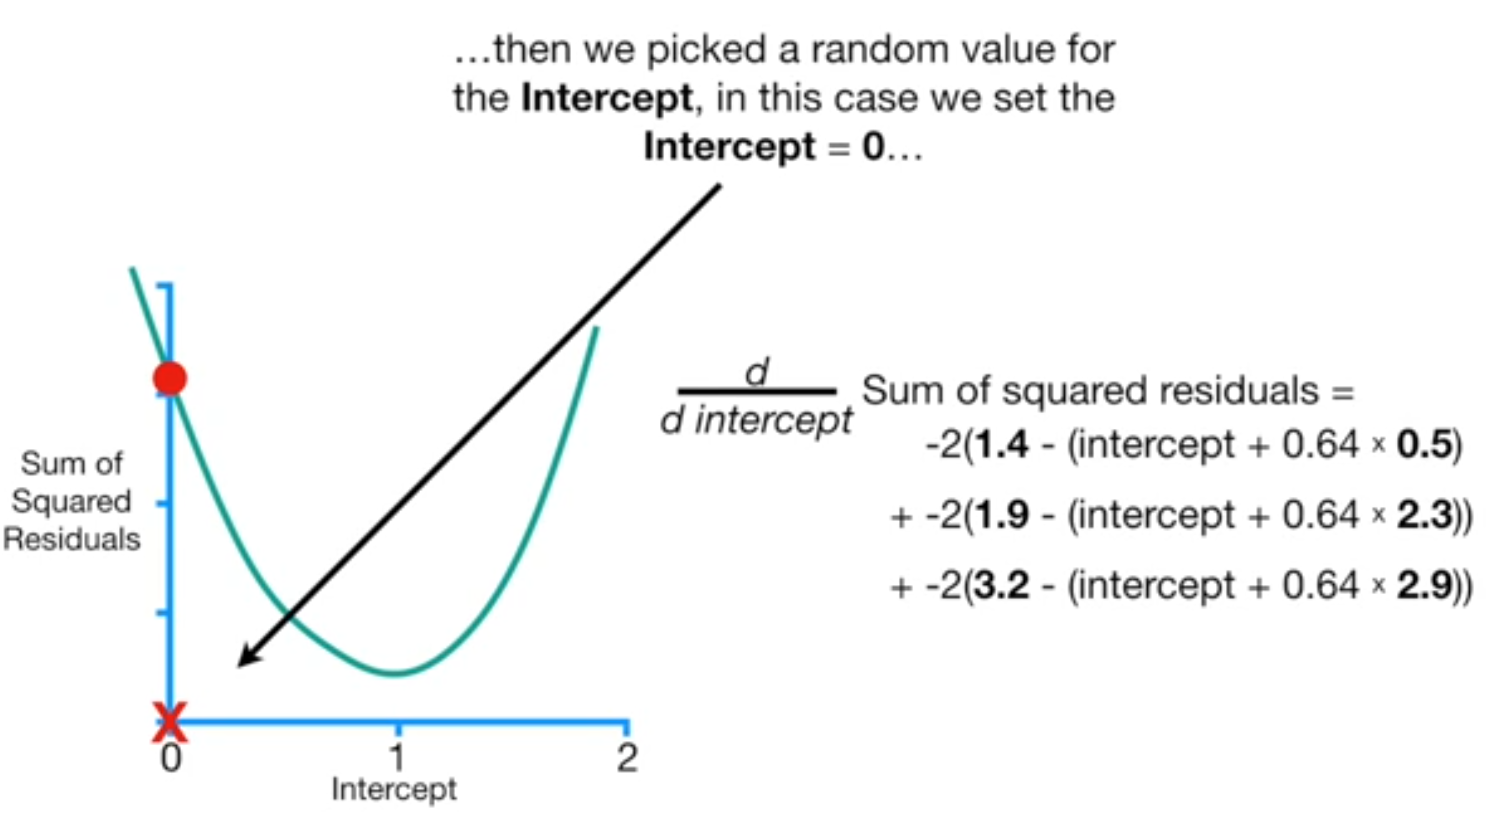 …then we picked a random value for
the Intercept, in this case we set the
Intercept = 0…
d
d intercept
Sum of squared residuals =
-2(1.4 - (intercept + 0.64 × 0.5)
+ -2(1.9 - (intercept + 0.64 × 2.3))
+ -2(3.2 - (intercept + 0.64 × 2.9))
Sum of
Squared
Residuals
X
0 1 2
Intercept